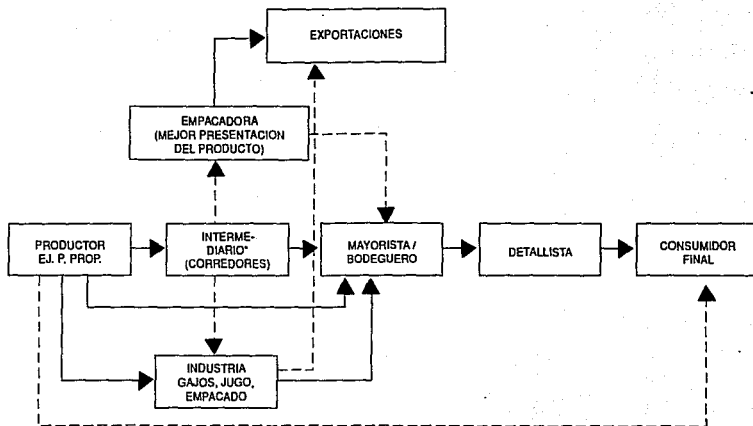 EXPORTACIONES
EMPACADORA
(MEJOR PRESENTACION
DEL PRODUCTO)
PRODUCTOR
EJ. P, PROP.
INTERME-
DIARIO*
(CORREDORES)
MAYORISTA /
BODEGUERO
DETALLISTA
CONSUMIDOR
FINAL
INDUSTRIA
GAJOS, JUGO,
EMPACADO